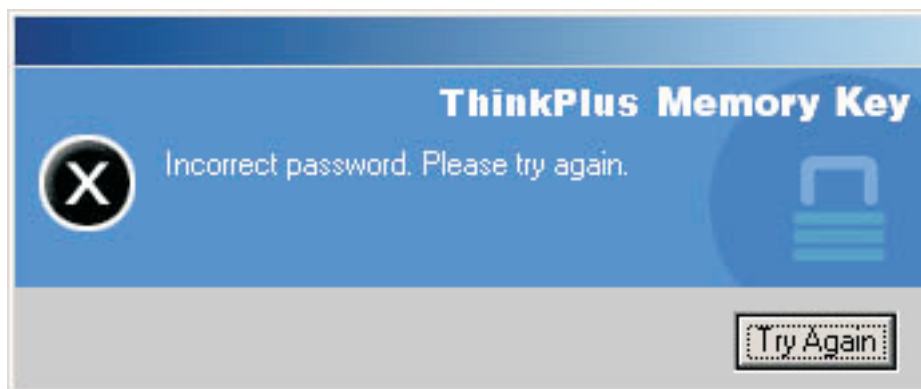 ThinkPlus Memory Key
Incorrect password. Please try again.
Try Again